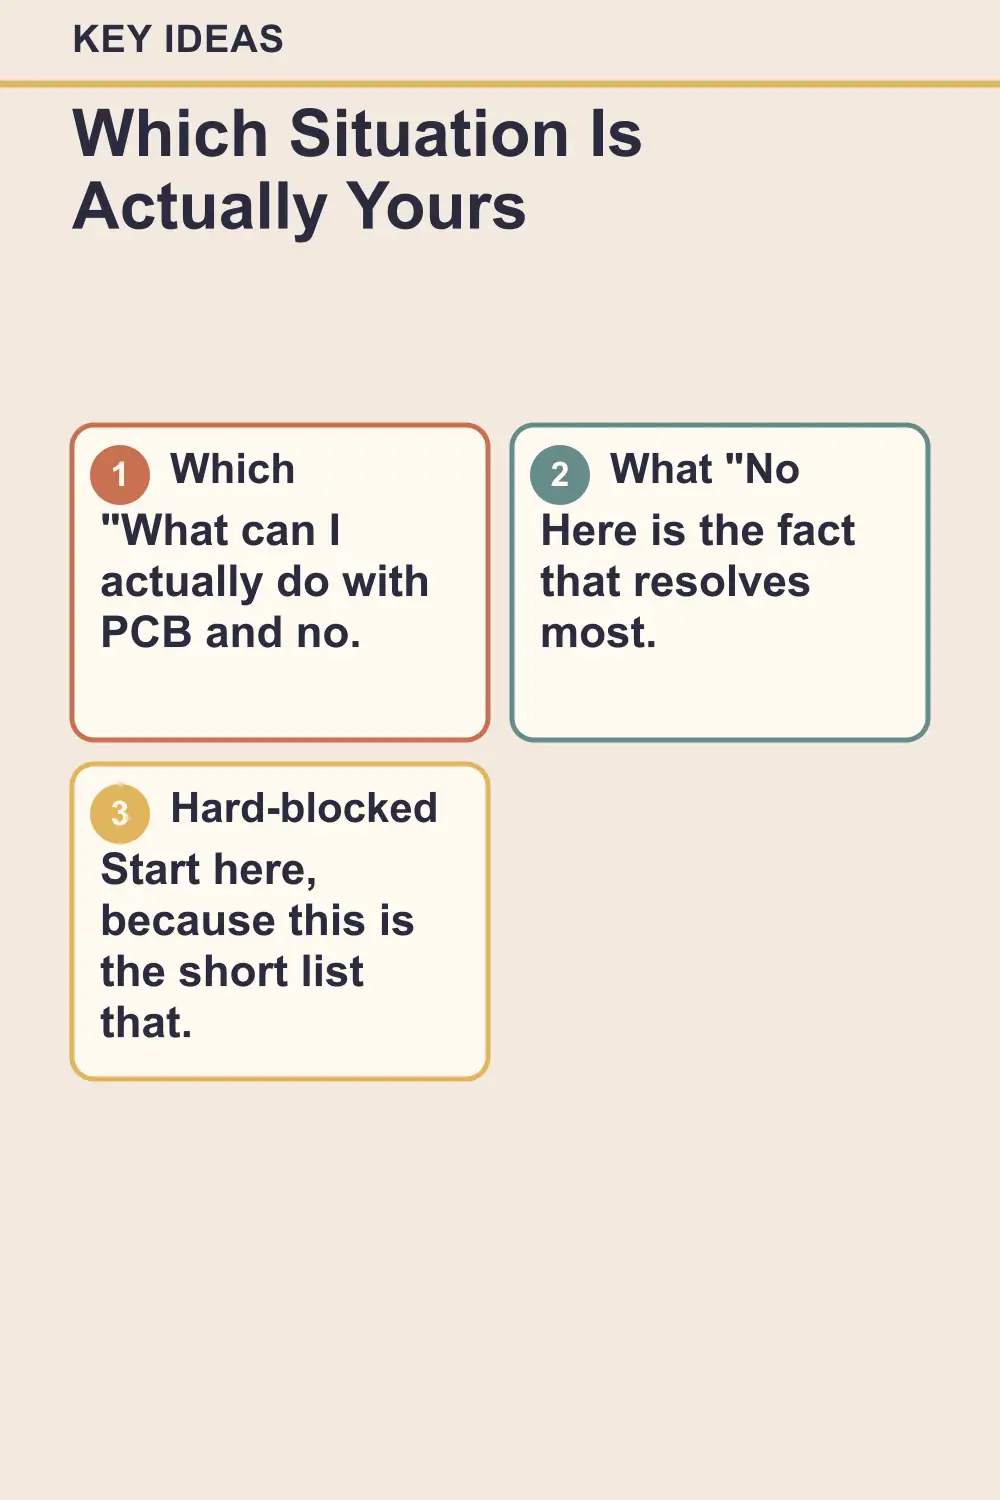 KEY IDEAS
Which Situation Is
Actually Yours
1 Which
"What can I
actually do with
PCB and no.
2 What "No
Here is the fact
that resolves
most.
3 Hard-blocked
Start here,
because this is
the short list
that.